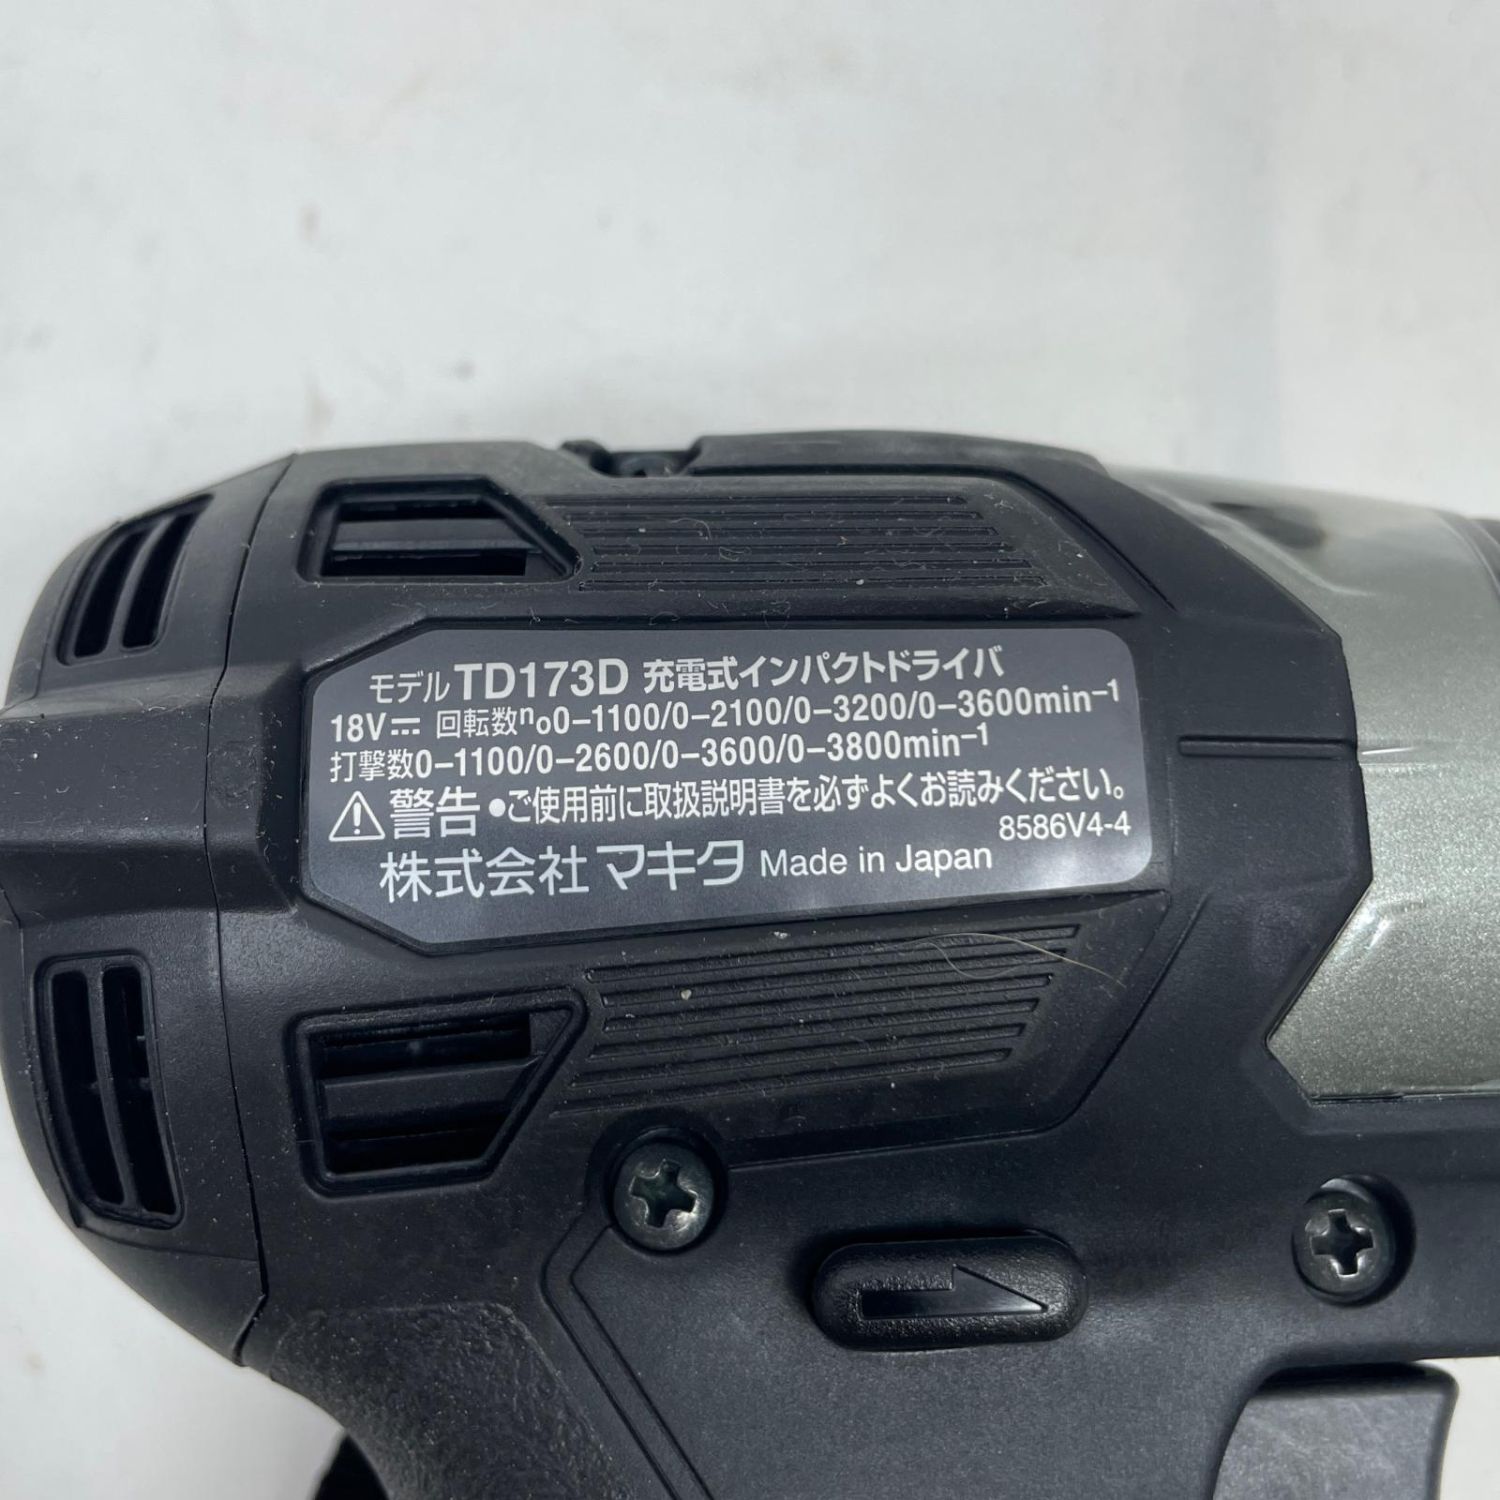 モデル TD173D 充電式インパクトドライバ
18V⎓ 回転数n₀0-1100/0-2100/0-3200/0-3600min⁻¹
打撃数0-1100/0-2600/0-3600/0-3800min⁻¹
⚠警告 ●ご使用前に取扱説明書を必ずよくお読みください。
8586V4-4
株式会社マキタ Made in Japan